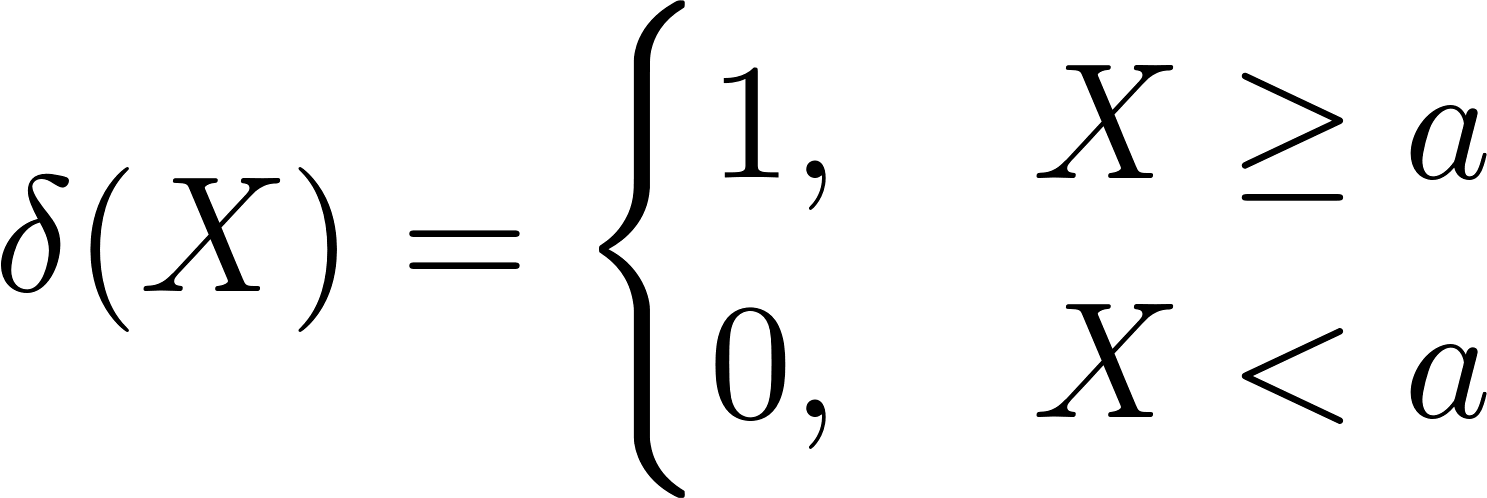 δ(X) = { 1, X ≥ a
0, X < a